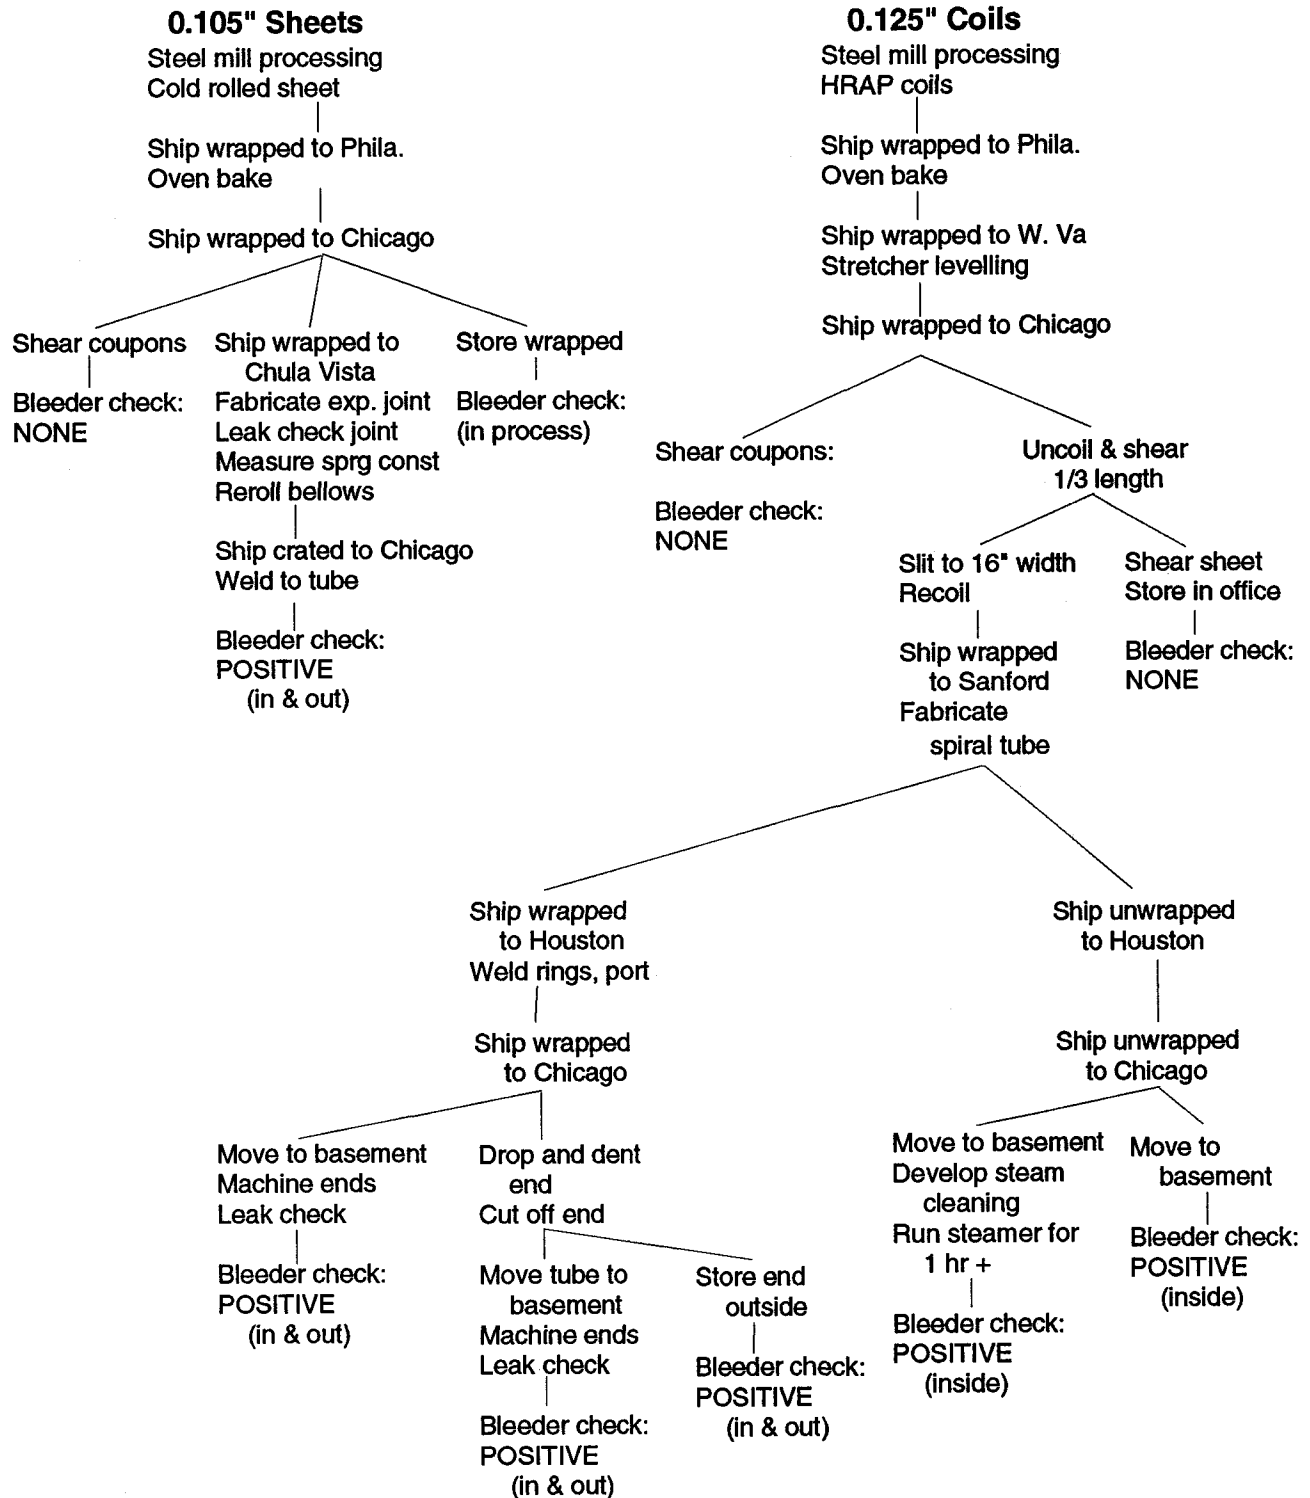 0.105" Sheets
Steel mill processing
Cold rolled sheet
Ship wrapped to Phila.
Oven bake
Ship wrapped to Chicago
Shear coupons
Bleeder check:
NONE
Ship wrapped to
Chula Vista
Fabricate exp. joint
Leak check joint
Measure sprg const
Reroll bellows
Ship crated to Chicago
Weld to tube
Bleeder check:
POSITIVE
(in & out)
Store wrapped
Bleeder check:
(in process)
0.125" Coils
Steel mill processing
HRAP coils
Ship wrapped to Phila.
Oven bake
Ship wrapped to W. Va
Stretcher levelling
Ship wrapped to Chicago
Shear coupons:
Bleeder check:
NONE
Uncoil & shear
1/3 length
Slit to 16" width
Recoil
Ship wrapped
to Sanford
Fabricate
spiral tube
Shear sheet
Store in office
Bleeder check:
NONE
Ship wrapped
to Houston
Weld rings, port
Ship wrapped
to Chicago
Move to basement
Machine ends
Leak check
Bleeder check:
POSITIVE
(in & out)
Drop and dent
end
Cut off end
Move tube to
basement
Machine ends
Leak check
Bleeder check:
POSITIVE
(in & out)
Store end
outside
Bleeder check:
POSITIVE
(in & out)
Ship unwrapped
to Houston
Ship unwrapped
to Chicago
Move to basement
Develop steam
cleaning
Run steamer for
1 hr +
Bleeder check:
POSITIVE
(inside)
Move to
basement
Bleeder check:
POSITIVE
(inside)